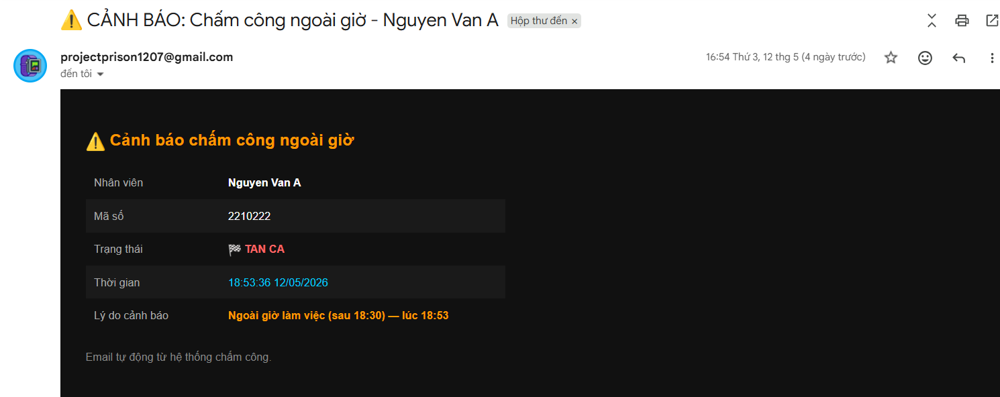 ⚠️ CẢNH BÁO: Chấm công ngoài giờ - Nguyen Van A Hộp thư đến ×
projectprison1207@gmail.com 16:54 Thứ 3, 12 thg 5 (4 ngày trước)
đến tôi
⚠️ Cảnh báo chấm công ngoài giờ
Nhân viên Nguyen Van A
Mã số 2210222
Trạng thái 🏁 TAN CA
Thời gian 18:53:36 12/05/2026
Lý do cảnh báo Ngoài giờ làm việc (sau 18:30) — lúc 18:53
Email tự động từ hệ thống chấm công.